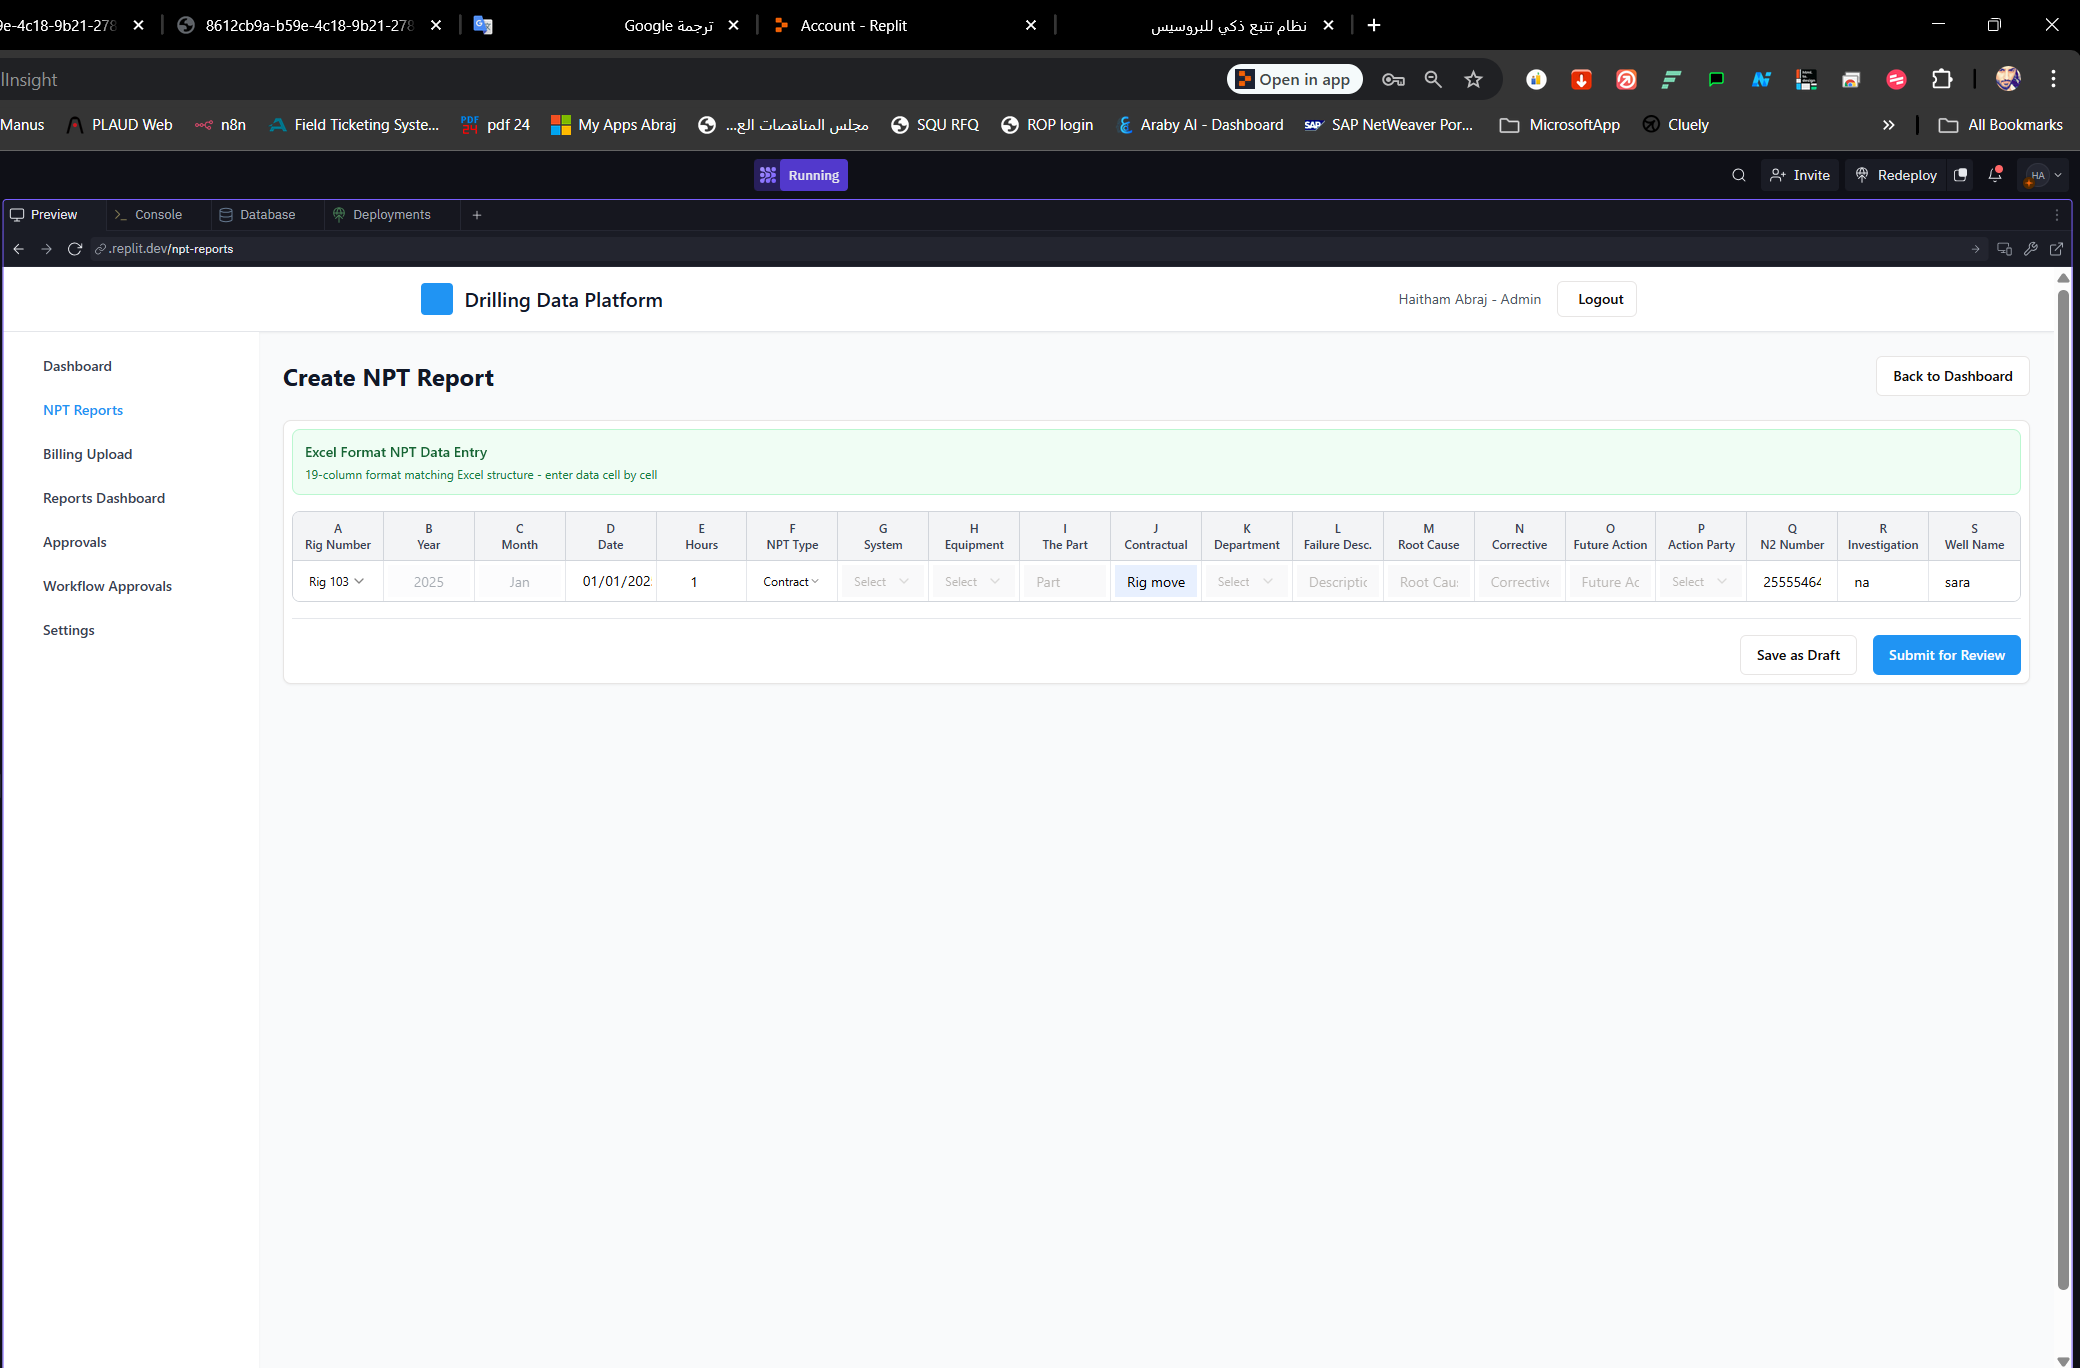 9e-4c18-9b21-278
8612cb9a-b59e-4c18-9b21-278
ترجمة Google
Account - Replit
نظام تتبع ذكي للبروسيس
lInsight
Open in app
Manus
PLAUD Web
n8n
Field Ticketing Syste...
pdf 24
My Apps Abraj
مجلس المناقصات الع...
SQU RFQ
ROP login
Araby AI - Dashboard
SAP NetWeaver Por...
MicrosoftApp
Cluely
All Bookmarks
Running
Invite
Redeploy
HA
Preview
Console
Database
Deployments
.replit.dev/npt-reports
Drilling Data Platform
Haitham Abraj - Admin
Logout
Dashboard
NPT Reports
Billing Upload
Reports Dashboard
Approvals
Workflow Approvals
Settings
Create NPT Report
Back to Dashboard
Excel Format NPT Data Entry
19-column format matching Excel structure - enter data cell by cell
A B C D E F G H I J K L M N O P Q R S
Rig Number Year Month Date Hours NPT Type System Equipment The Part Contractual Department Failure Desc. Root Cause Corrective Future Action Action Party N2 Number Investigation Well Name
Rig 103 2025 Jan 01/01/202 1 Contract Select Select Part Rig move Select Descriptic Root Cau Corrective Future Ac Select 25555464 na sara
Save as Draft
Submit for Review